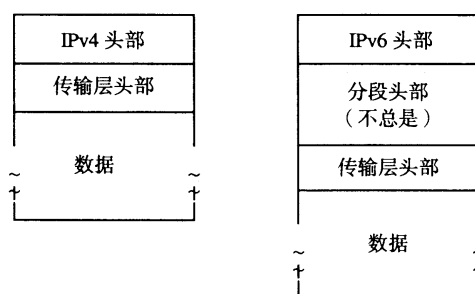 IPv4 头部
传输层头部
数据
IPv6 头部
分段头部
（不总是）
传输层头部
数据